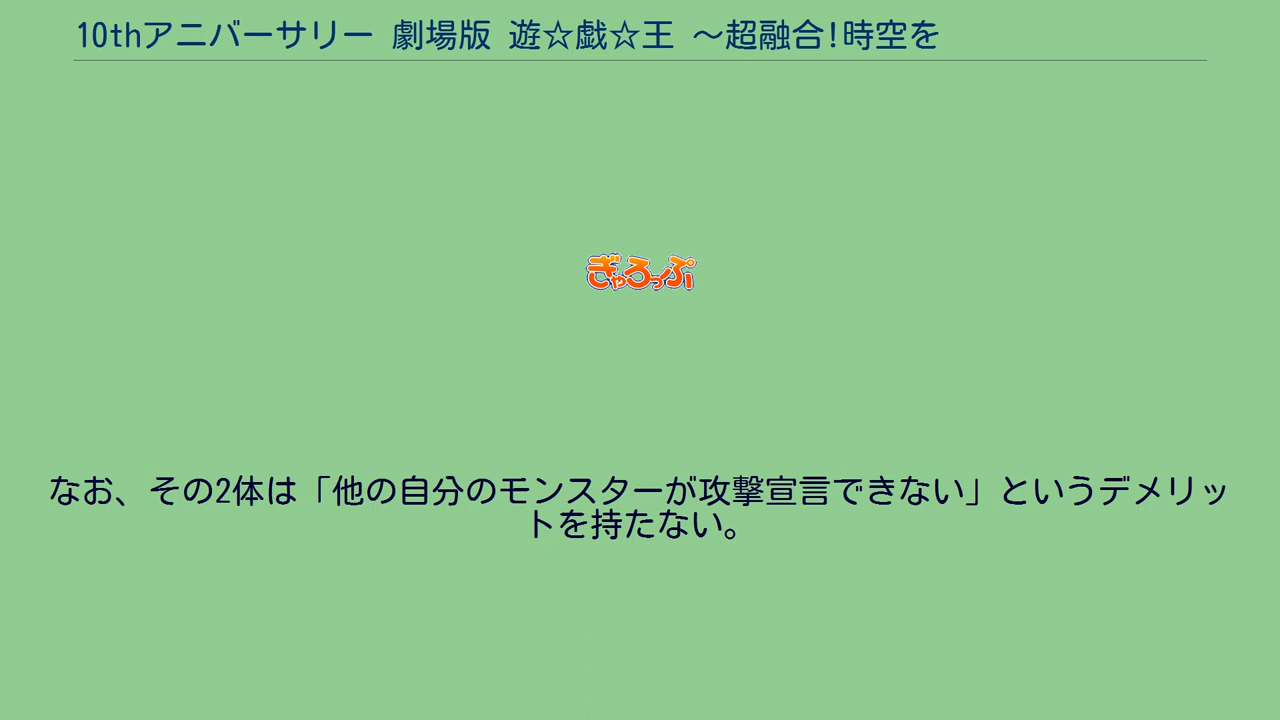 10thアニバーサリー 劇場版 遊☆戯☆王 ～超融合!時空を
ぎゃろっぷ
なお、その2体は「他の自分のモンスターが攻撃宣言できない」というデメリッ
トを持たない。